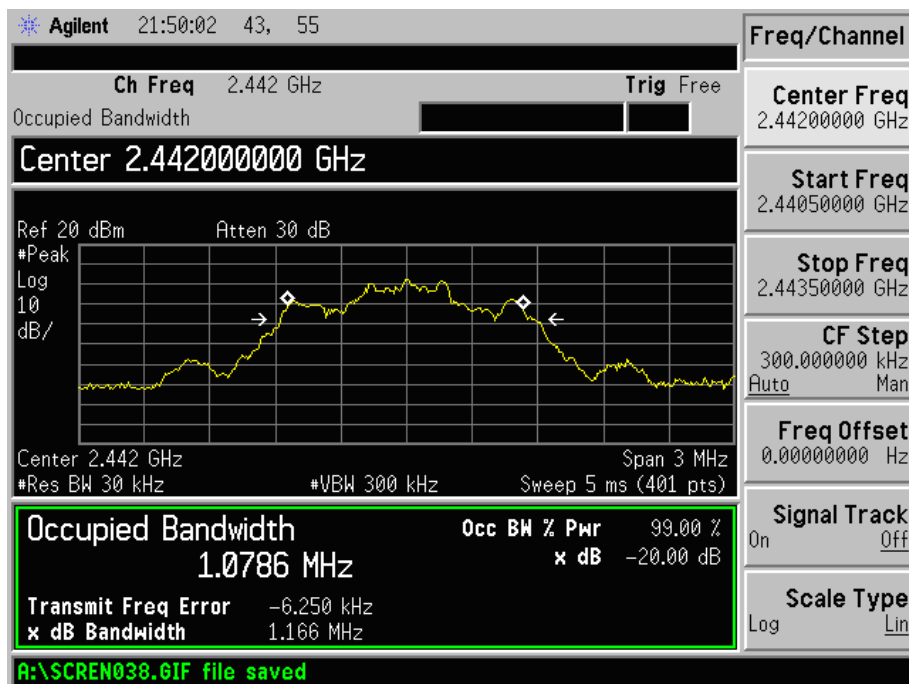 Agilent 21:50:02 43, 55
Ch Freq 2.442 GHz Trig Free
Occupied Bandwidth
Center 2.442000000 GHz
Ref 20 dBm Atten 30 dB
#Peak
Log
10
dB/
Center 2.442 GHz Span 3 MHz
#Res BW 30 kHz #VBW 300 kHz Sweep 5 ms (401 pts)
Occupied Bandwidth Occ BW % Pwr 99.00 %
1.0786 MHz x dB -20.00 dB
Transmit Freq Error -6.250 kHz
x dB Bandwidth 1.166 MHz
A:\SCREN038.GIF file saved
Freq/Channel
Center Freq
2.44200000 GHz
Start Freq
2.44050000 GHz
Stop Freq
2.44350000 GHz
CF Step
300.000000 kHz
Auto Man
Freq Offset
0.00000000 Hz
Signal Track
On Off
Scale Type
Log Lin